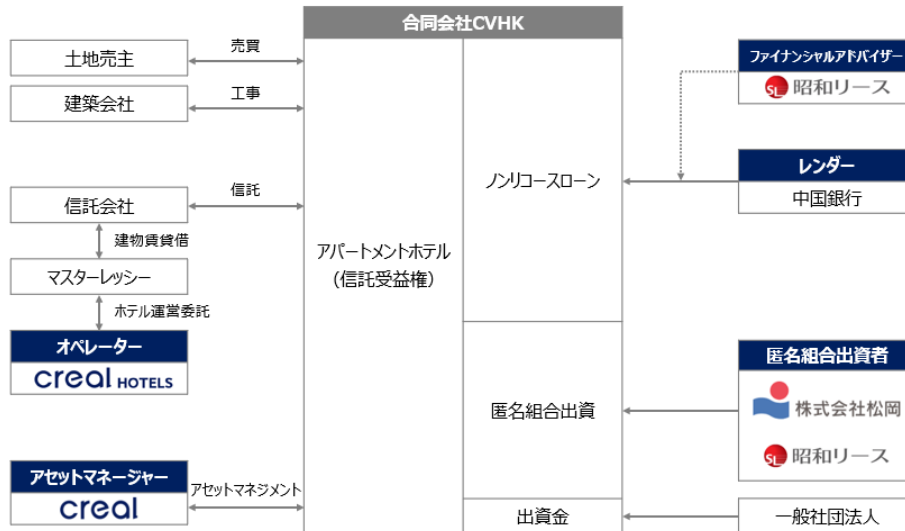 合同会社CVHK
土地売主
売買
建築会社
工事
信託会社
信託
建物賃貸借
マスターレッシー
ホテル運営委託
オペレーター
creal HOTELS
アセットマネージャー
creal
アセットマネジメント
アパートメントホテル
（信託受益権）
ノンリコースローン
匿名組合出資
出資金
ファイナンシャルアドバイザー
SL 昭和リース
レンダー
中国銀行
匿名組合出資者
株式会社松岡
SL 昭和リース
一般社団法人